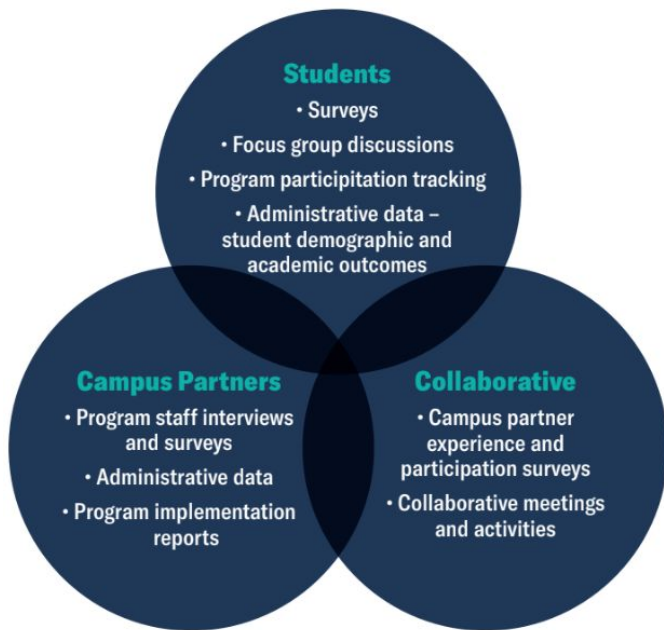 Students
• Surveys
• Focus group discussions
• Program participitation tracking
• Administrative data –
student demographic and
academic outcomes
Campus Partners
• Program staff interviews
and surveys
• Administrative data
• Program implementation
reports
Collaborative
• Campus partner
experience and
participation surveys
• Collaborative meetings
and activities